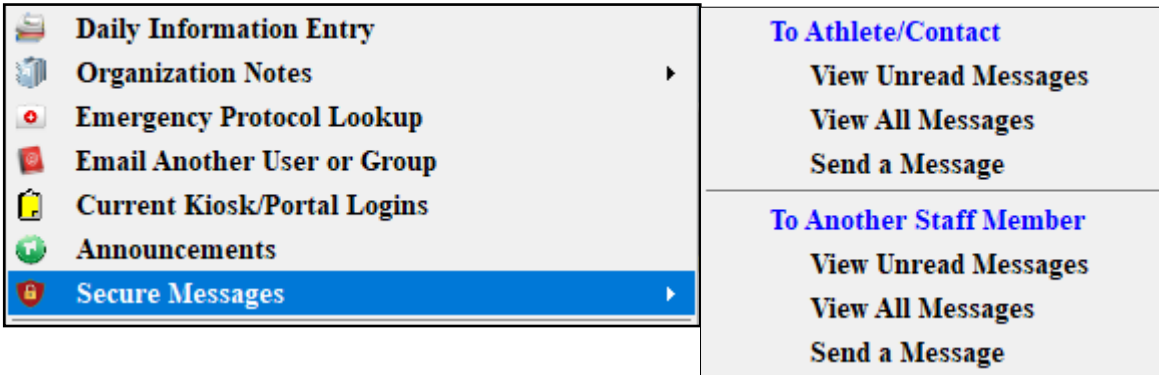 Daily Information Entry
Organization Notes
Emergency Protocol Lookup
Email Another User or Group
Current Kiosk/Portal Logins
Announcements
Secure Messages
To Athlete/Contact
View Unread Messages
View All Messages
Send a Message
To Another Staff Member
View Unread Messages
View All Messages
Send a Message